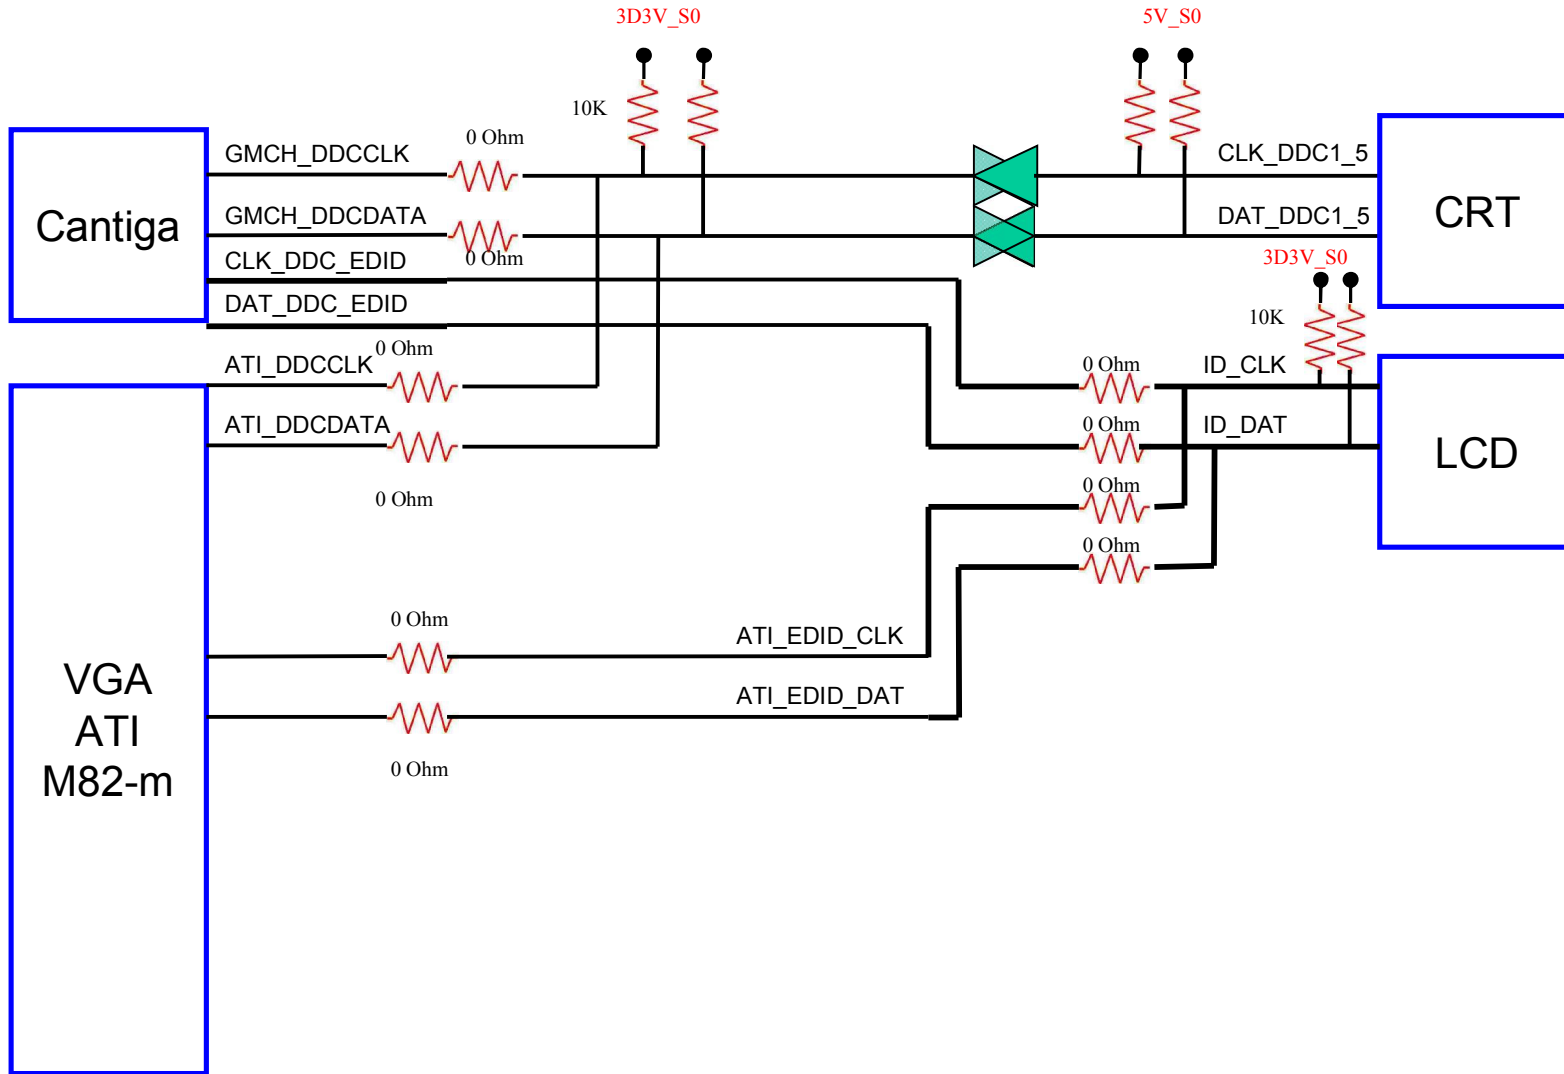 3D3V_S0
5V_S0
10K
0 Ohm
GMCH_DDCCLK
CLK_DDC1_5
Cantiga
GMCH_DDCDATA
DAT_DDC1_5
CRT
0 Ohm
CLK_DDC_EDID
3D3V_S0
DAT_DDC_EDID
10K
0 Ohm
ATI_DDCCLK
0 Ohm
ID_CLK
ATI_DDCDATA
0 Ohm
ID_DAT
LCD
0 Ohm
0 Ohm
0 Ohm
0 Ohm
ATI_EDID_CLK
VGA
ATI
M82-m
ATI_EDID_DAT
0 Ohm